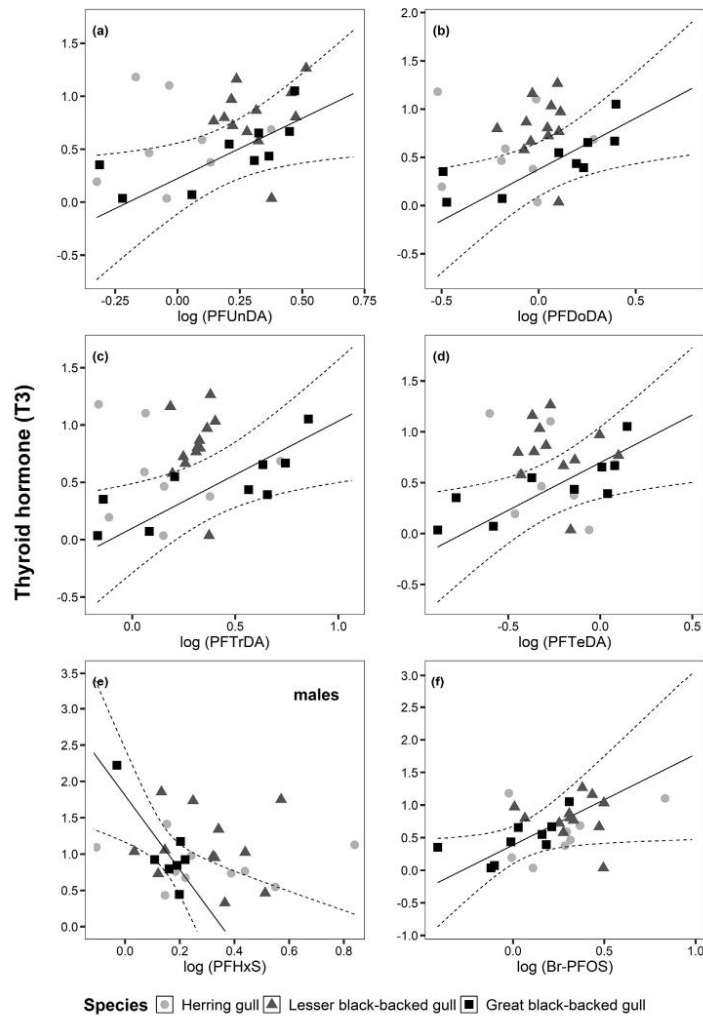 Thyroid hormone (T3)
(a)
1.5
1.0
0.5
0.0
-0.5
-0.25 0.00 0.25 0.50 0.75
log (PFUnDA)
(b)
2.0
1.5
1.0
0.5
0.0
-0.5
-0.5 0.0 0.5
log (PFDoDA)
(c)
1.5
1.0
0.5
0.0
-0.5
0.0 0.5 1.0
log (PFTrDA)
(d)
1.5
1.0
0.5
0.0
-0.5
-0.5 0.0 0.5
log (PFTeDA)
(e)
males
3.5
3.0
2.5
2.0
1.5
1.0
0.5
0.0
0.0 0.2 0.4 0.6 0.8
log (PFHxS)
(f)
3.0
2.5
2.0
1.5
1.0
0.5
0.0
-0.5
-1.0
0.0 0.5 1.0
log (Br-PFOS)
Species Herring gull Lesser black-backed gull Great black-backed gull